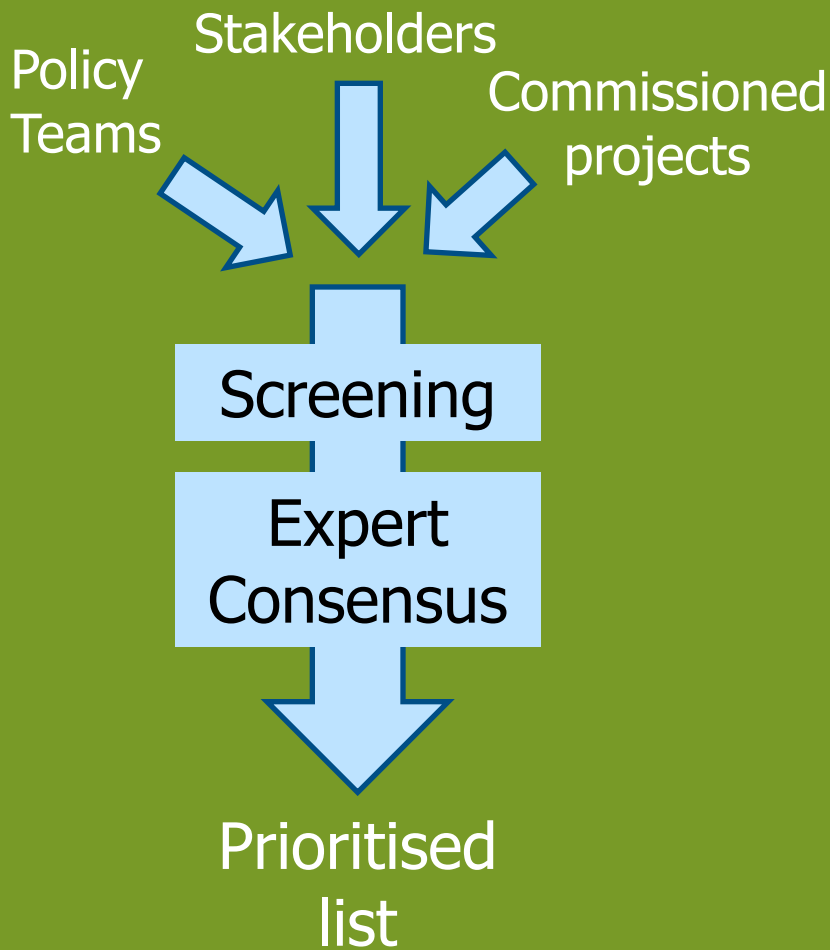 Stakeholders
Policy
Teams
Commissioned
projects
Screening
Expert
Consensus
Prioritised
list